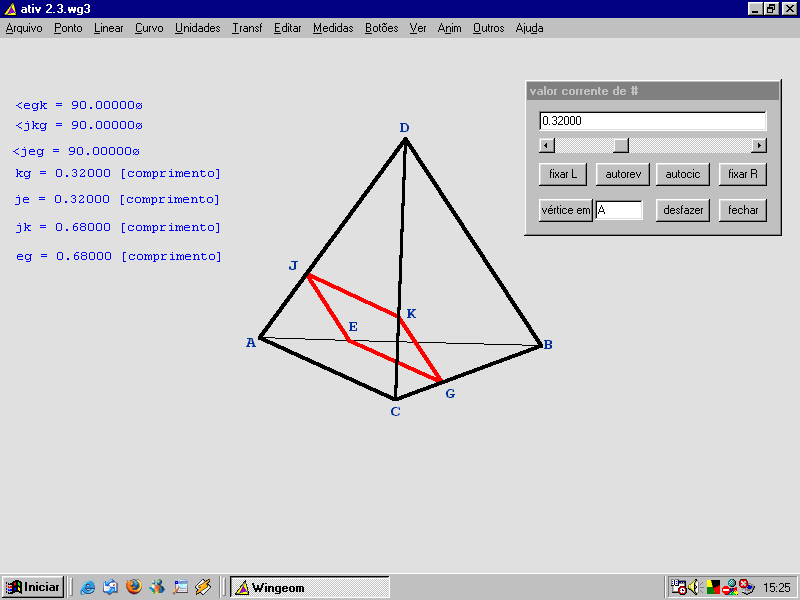 ativ 2.3.wg3
Arquivo Ponto Linear Curvo Unidades Transf Editar Medidas Botões Ver Anim Outros Ajuda
<egk = 90.00000ø
<jkg = 90.00000ø
<jeg = 90.00000ø
kg = 0.32000 [comprimento]
je = 0.32000 [comprimento]
jk = 0.68000 [comprimento]
eg = 0.68000 [comprimento]
valor corrente de #
0.32000
fixar L autorev autocic fixar R
vértice em A desfazer fechar
D
J
K
E
A
B
G
C
Iniciar Wingeom 15:25